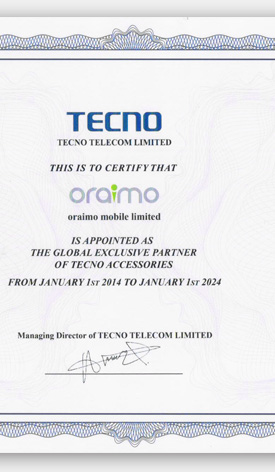 TECNO
TECNO TELECOM LIMITED
THIS IS TO CERTIFY THAT
oraimo
oraimo mobile limited
IS APPOINTED AS
THE GLOBAL EXCLUSIVE PARTNER
OF TECNO ACCESSORIES
FROM JANUARY 1ST 2014 TO JANUARY 1ST 2024
Managing Director of TECNO TELECOM LIMITED